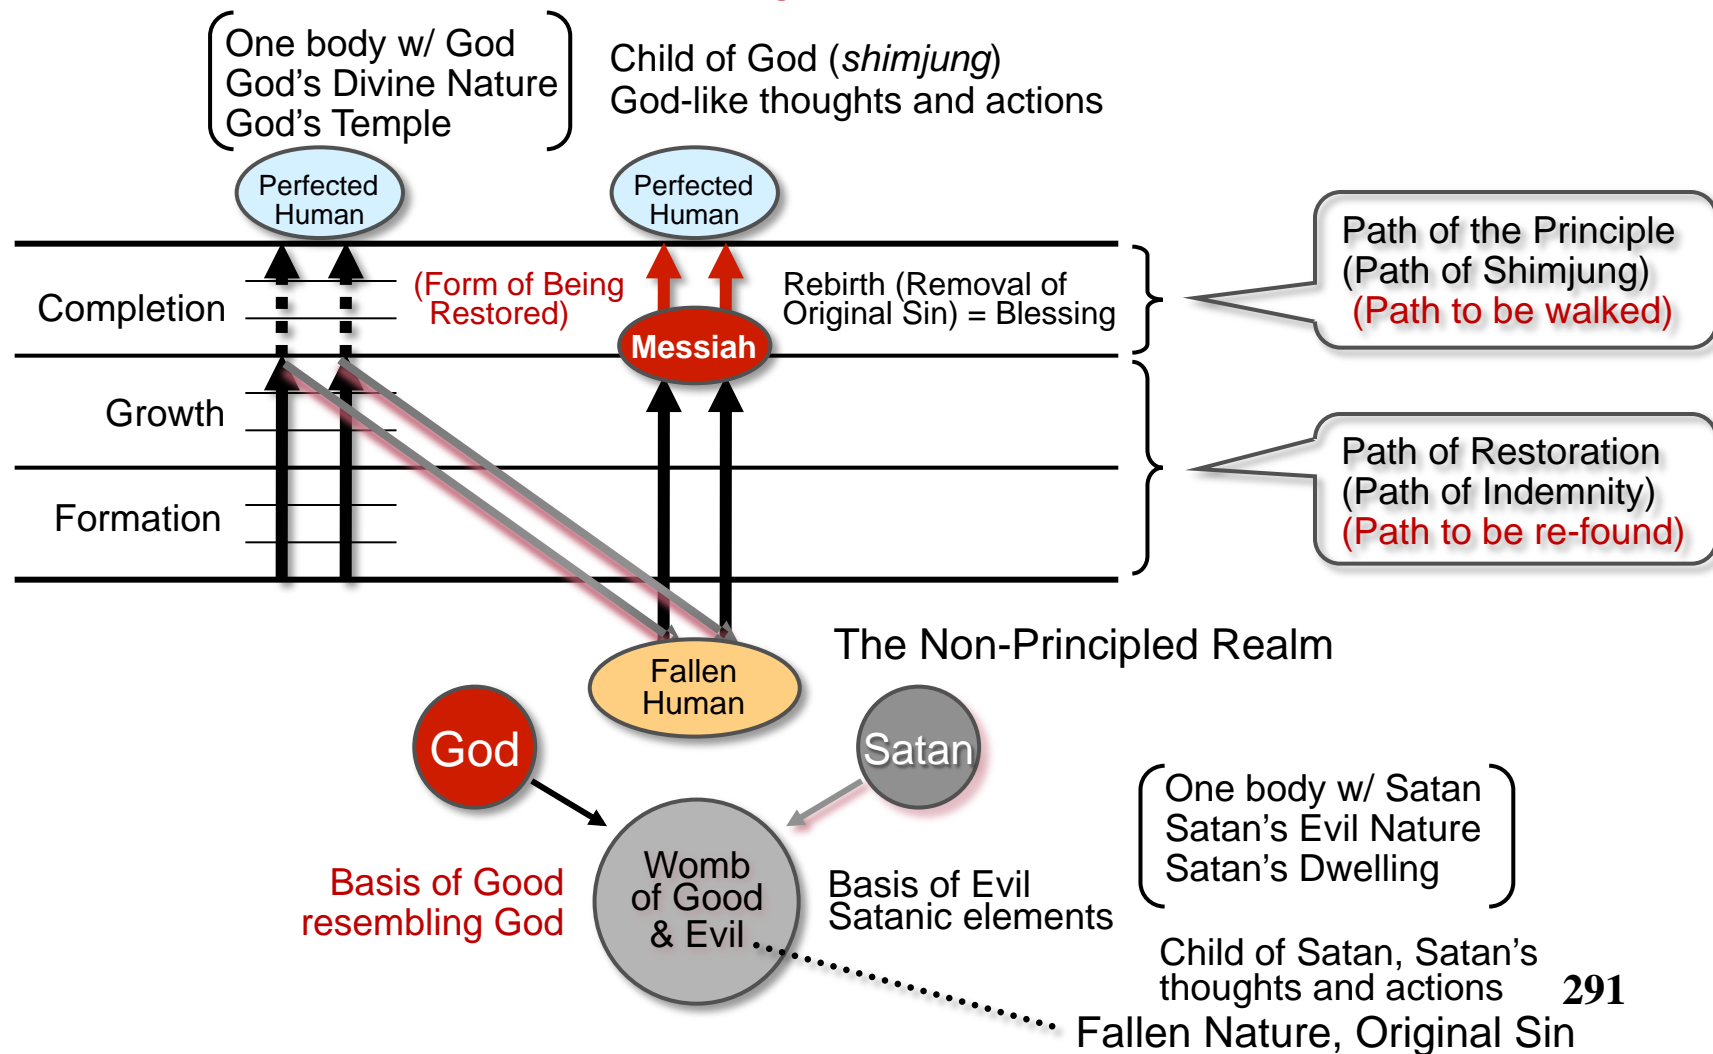 One body w/ God
God's Divine Nature
God's Temple
Child of God (shimjung)
God-like thoughts and actions
Perfected
Human
Perfected
Human
Completion
(Form of Being
Restored)
Rebirth (Removal of
Original Sin) = Blessing
Messiah
Path of the Principle
(Path of Shimjung)
(Path to be walked)
Growth
Formation
Path of Restoration
(Path of Indemnity)
(Path to be re-found)
The Non-Principled Realm
Fallen
Human
God
Satan
Womb
of Good
& Evil
Basis of Good
resembling God
Basis of Evil
Satanic elements
One body w/ Satan
Satan's Evil Nature
Satan's Dwelling
Child of Satan, Satan's
thoughts and actions
291
Fallen Nature, Original Sin